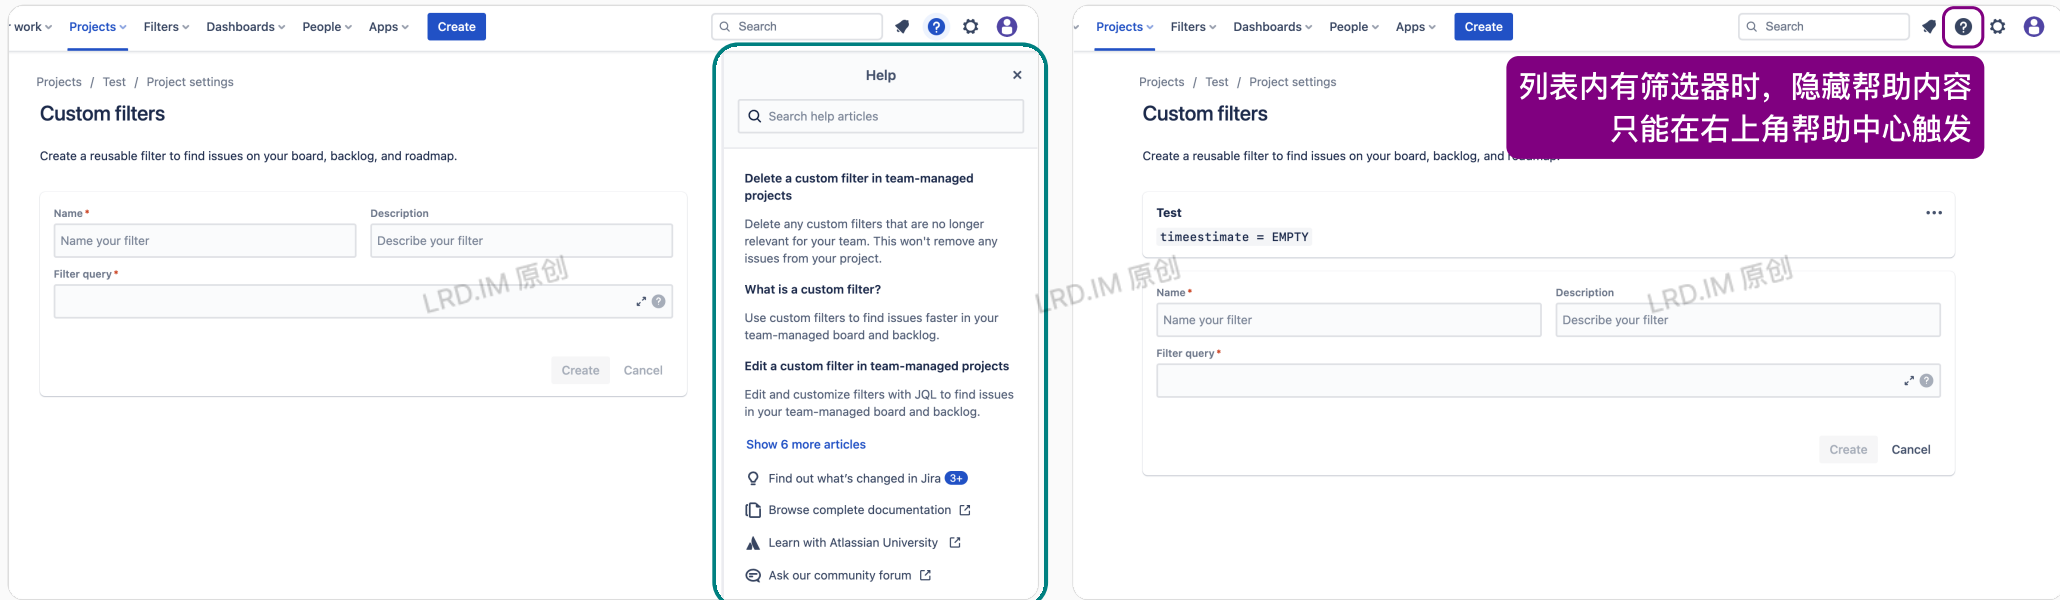 work
Projects
Filters
Dashboards
People
Apps
Create
Search
Projects / Test / Project settings
Custom filters
Create a reusable filter to find issues on your board, backlog, and roadmap.
Name*
Name your filter
Description
Describe your filter
Filter query*
Create
Cancel
Help
Search help articles
Delete a custom filter in team-managed
projects
Delete any custom filters that are no longer
relevant for your team. This won't remove any
issues from your project.
What is a custom filter?
Use custom filters to find issues faster in your
team-managed board and backlog.
Edit a custom filter in team-managed projects
Edit and customize filters with JQL to find issues
in your team-managed board and backlog.
Show 6 more articles
Find out what's changed in Jira 3+
Browse complete documentation
Learn with Atlassian University
Ask our community forum
LRD.IM 原创
Projects
Filters
Dashboards
People
Apps
Create
Search
列表内有筛选器时，隐藏帮助内容
只能在右上角帮助中心触发
Projects / Test / Project settings
Custom filters
Create a reusable filter to find issues on your board, backlog, and roadmap.
Test
timeestimate = EMPTY
Name*
Name your filter
Description
Describe your filter
Filter query*
Create
Cancel
LRD.IM 原创
LRD.IM 原创